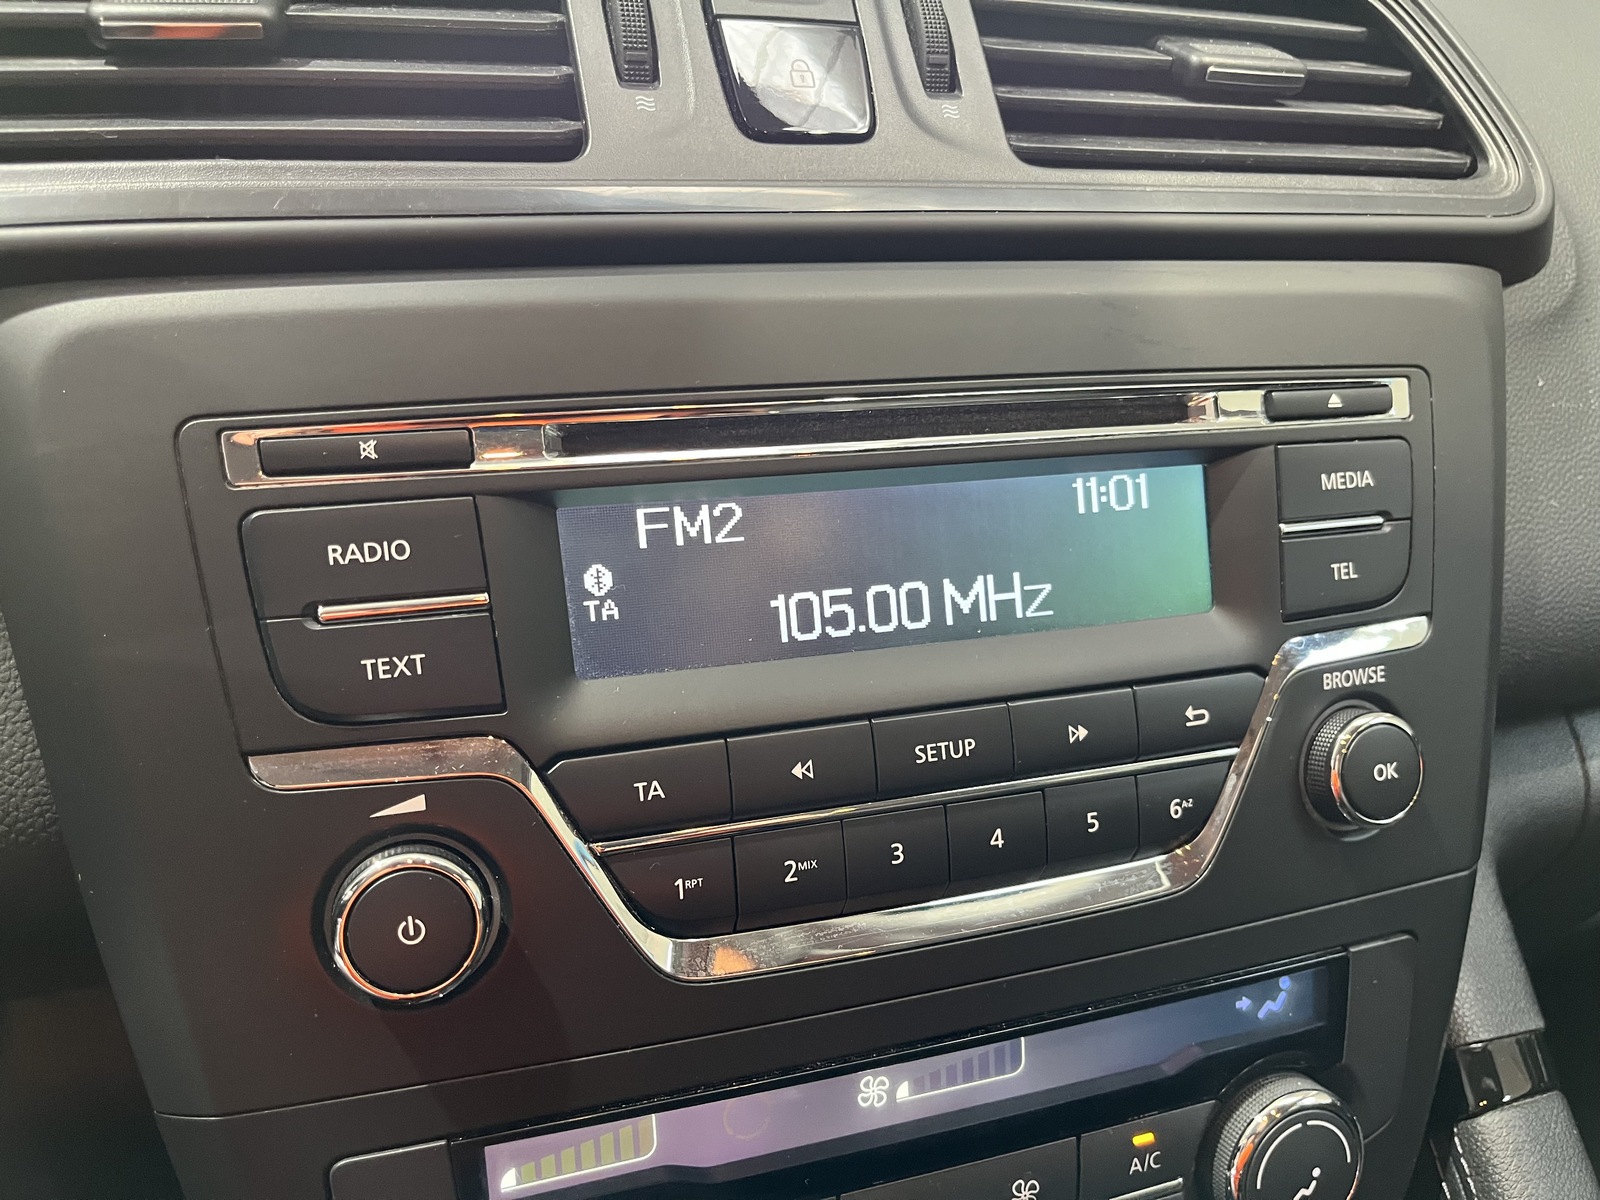 RADIO
TEXT
FM2
11:01
TA
105.00 MHz
MEDIA
TEL
BROWSE
OK
TA
SETUP
1RPT
2MIX
3
4
5
6A-Z
A/C